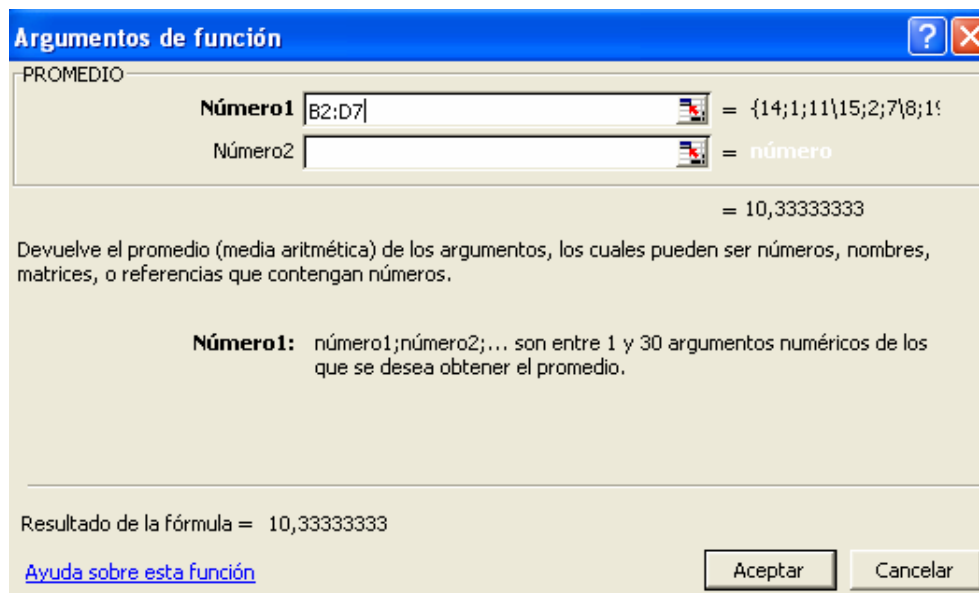 Argumentos de función
PROMEDIO
Número1 B2:D7 = {14;1;11\15;2;7\8;19
Número2 = número
= 10,33333333
Devuelve el promedio (media aritmética) de los argumentos, los cuales pueden ser números, nombres,
matrices, o referencias que contengan números.
Número1: número1;número2;... son entre 1 y 30 argumentos numéricos de los
que se desea obtener el promedio.
Resultado de la fórmula = 10,33333333
Ayuda sobre esta función Aceptar Cancelar